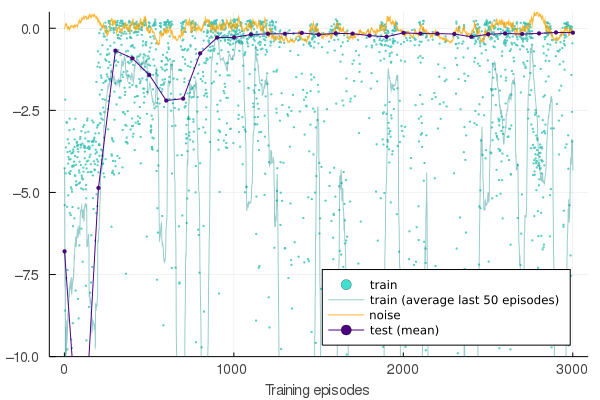 0.0
−2.5
−5.0
−7.5
−10.0
0
1000
2000
3000
Training episodes
train
train (average last 50 episodes)
noise
test (mean)